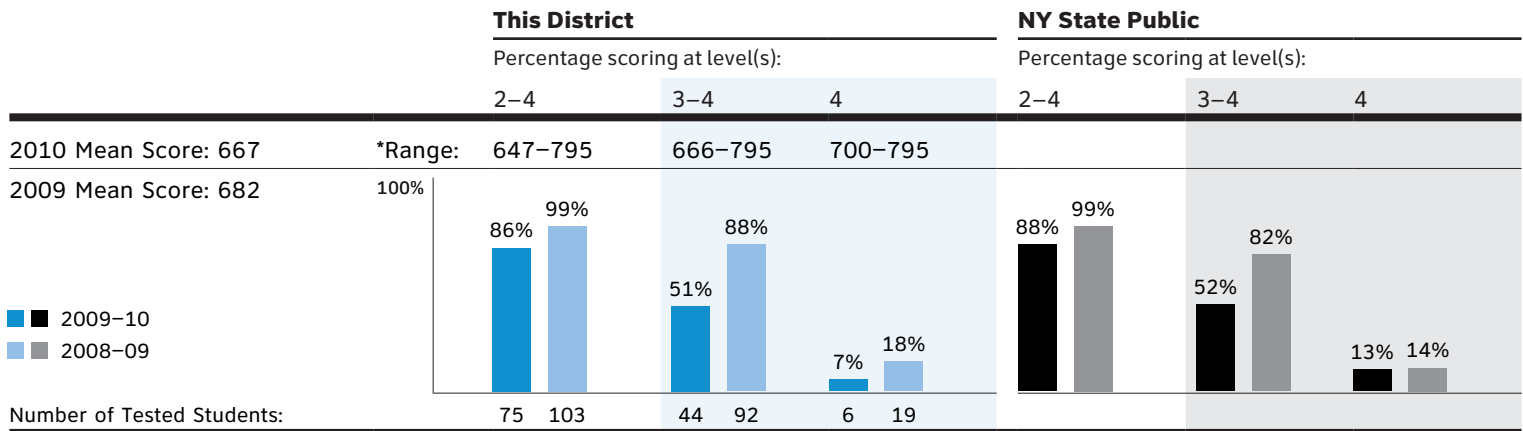 This District NY State Public
Percentage scoring at level(s): Percentage scoring at level(s):
2–4 3–4 4 2–4 3–4 4
2010 Mean Score: 667 *Range: 647–795 666–795 700–795
2009 Mean Score: 682 100%
86% 99% 51% 88% 7% 18% 88% 99% 52% 82% 13% 14%
2009–10
2008–09
Number of Tested Students: 75 103 44 92 6 19